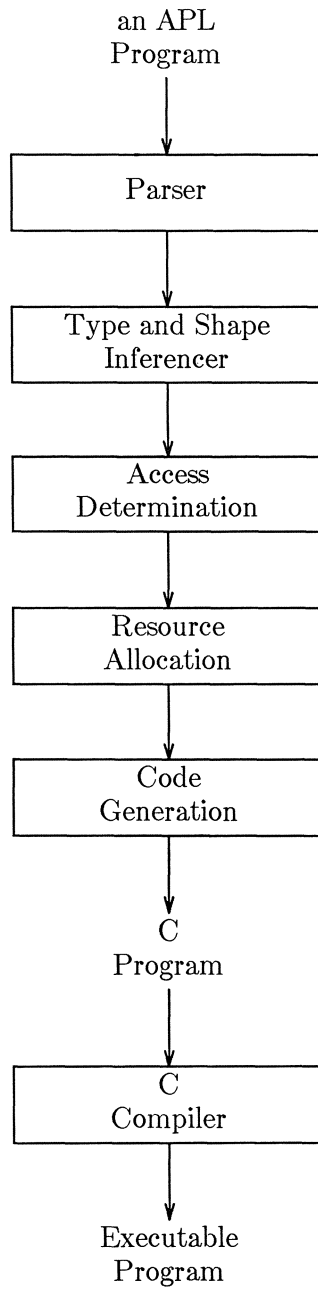 an APL
Program
Parser
Type and Shape
Inferencer
Access
Determination
Resource
Allocation
Code
Generation
C
Program
C
Compiler
Executable
Program